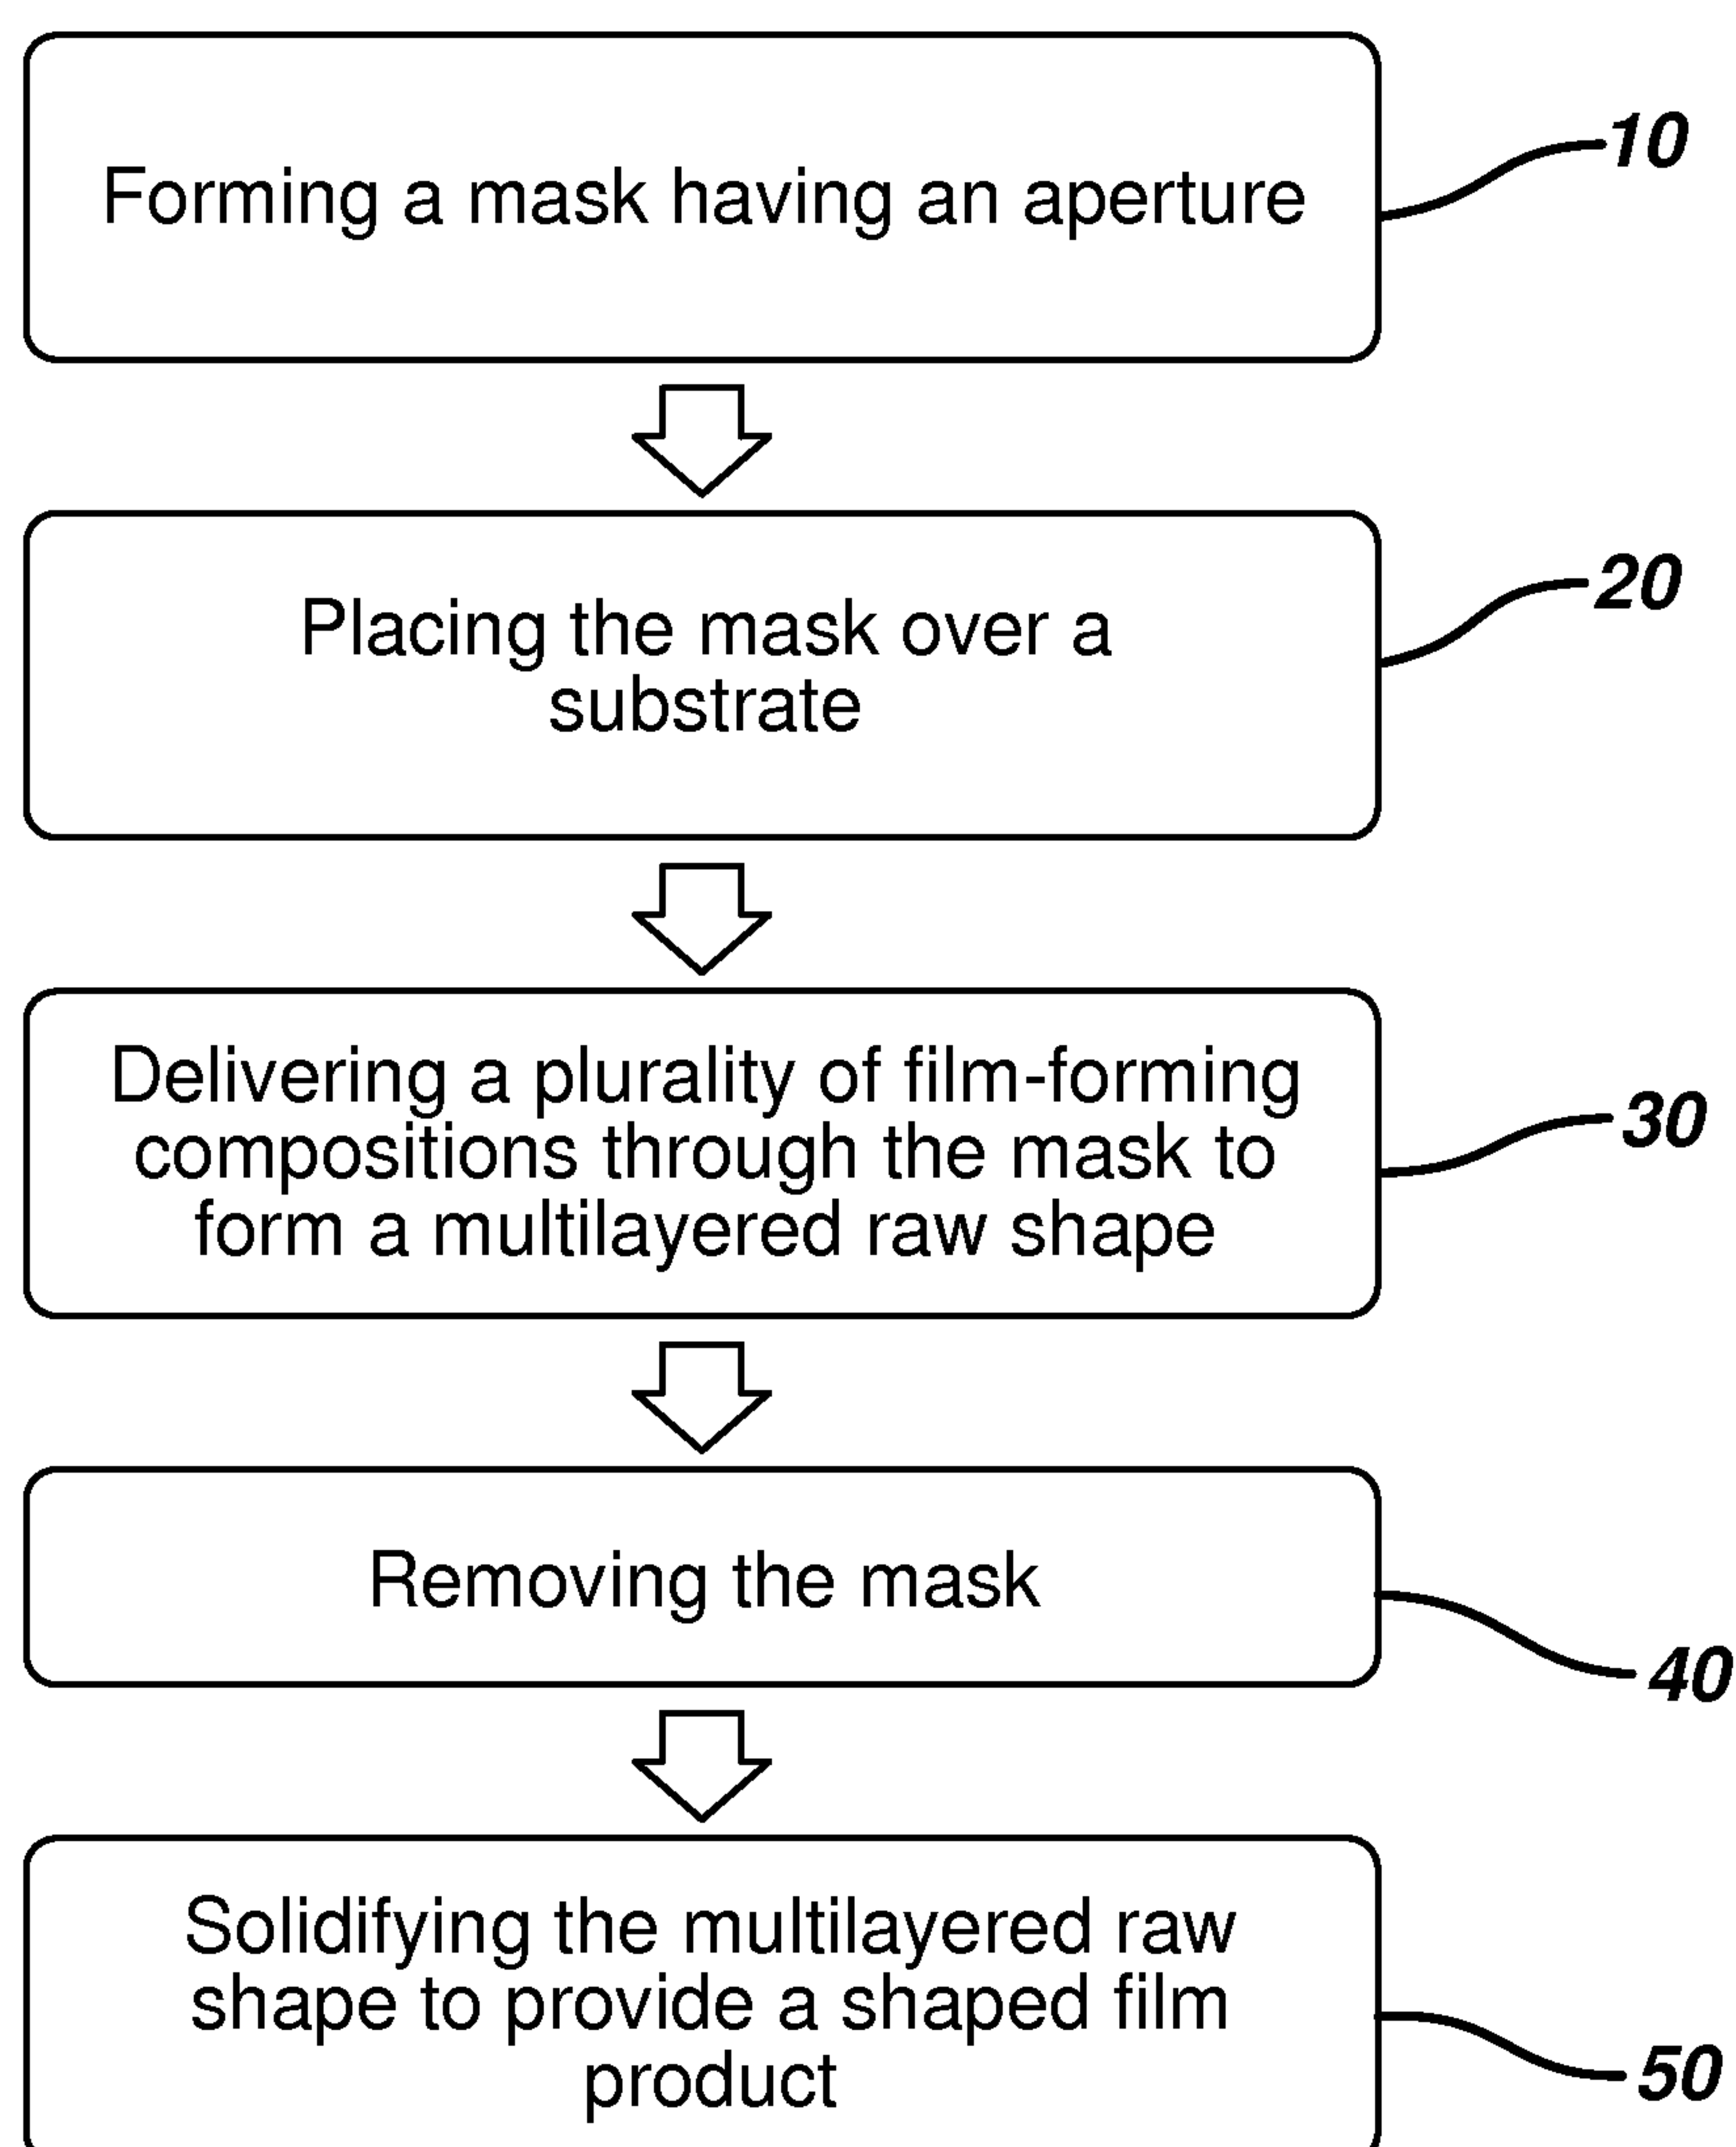 Forming a mask having an aperture
10
Placing the mask over a
substrate
20
Delivering a plurality of film-forming
compositions through the mask to
form a multilayered raw shape
30
Removing the mask
40
Solidifying the multilayered raw
shape to provide a shaped film
product
50